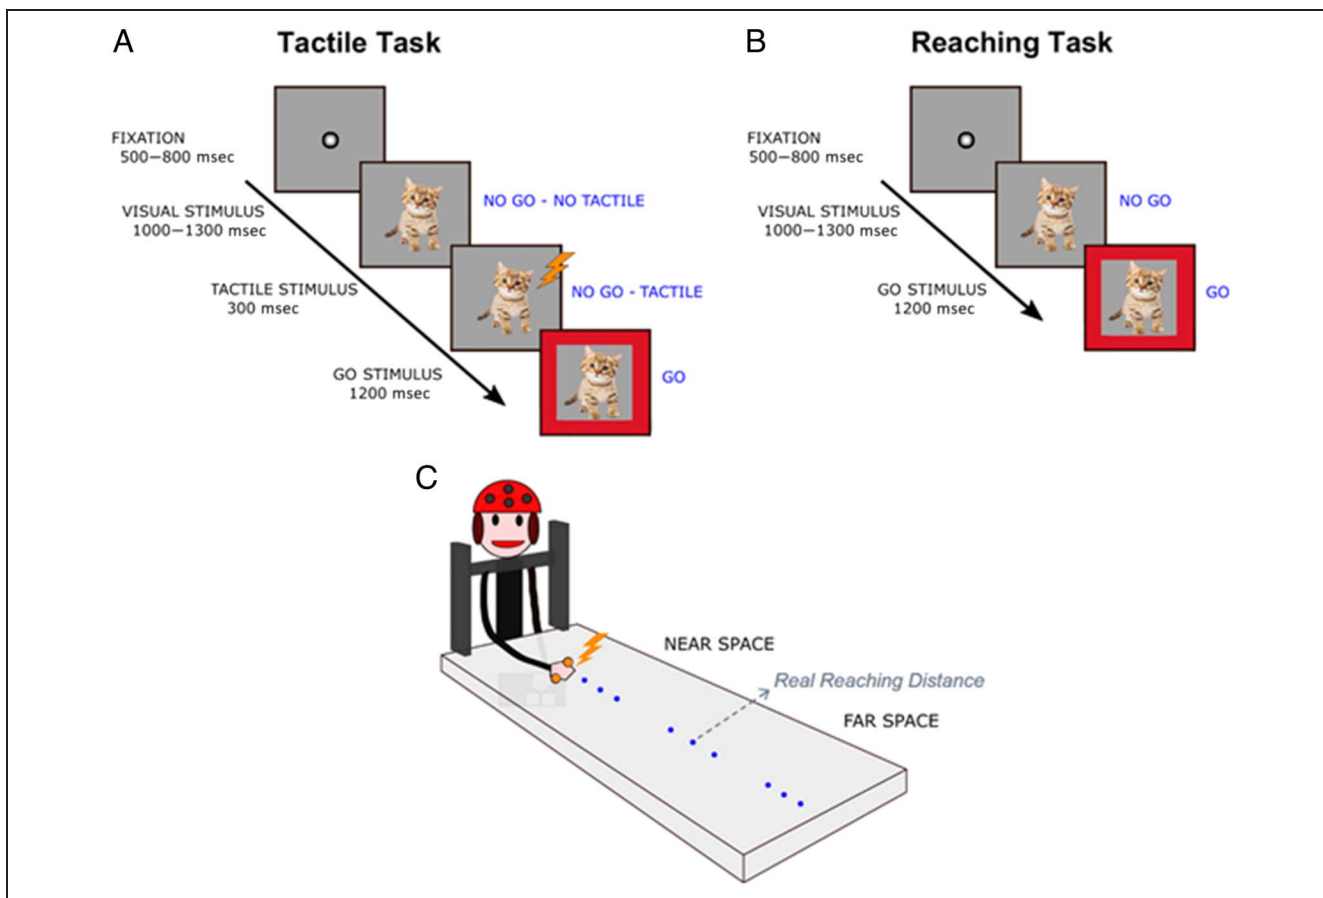 A
Tactile Task
FIXATION
500−800 msec
VISUAL STIMULUS
1000−1300 msec
NO GO - NO TACTILE
TACTILE STIMULUS
300 msec
NO GO - TACTILE
GO STIMULUS
1200 msec
GO
B
Reaching Task
FIXATION
500−800 msec
VISUAL STIMULUS
1000−1300 msec
NO GO
GO STIMULUS
1200 msec
GO
C
NEAR SPACE
Real Reaching Distance
FAR SPACE